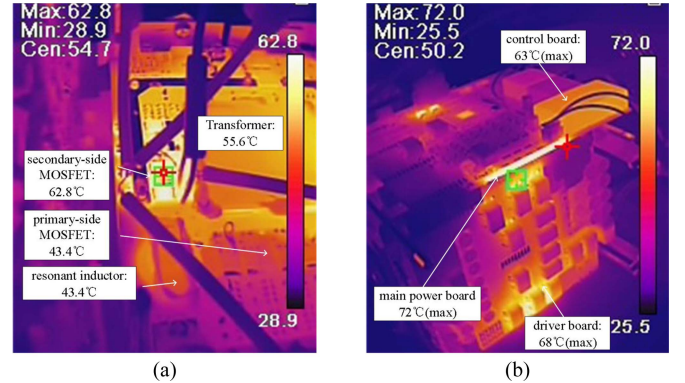 Max:62.8
Min:28.9
Cen:54.7
62.8
Transformer:
55.6℃
secondary-side
MOSFET:
62.8℃
primary-side
MOSFET:
43.4℃
resonant inductor:
43.4℃
28.9
(a)
Max:72.0
Min:25.5
Cen:50.2
72.0
control board:
63℃(max)
main power board
72℃(max)
driver board:
68℃(max)
25.5
(b)